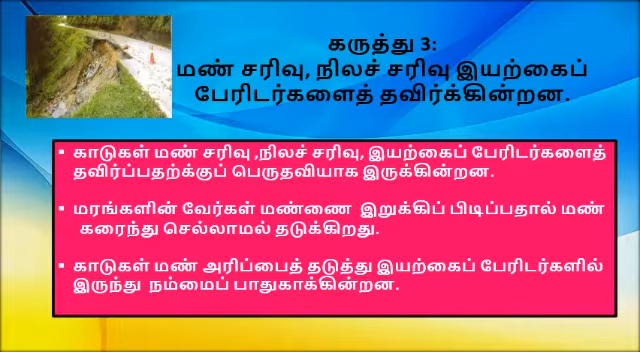 கருத்து 3:
மண் சரிவு, நிலச் சரிவு இயற்கைப்
பேரிடர்களைத் தவிர்க்கின்றன.
▪ காடுகள் மண் சரிவு ,நிலச் சரிவு, இயற்கைப் பேரிடர்களைத்
தவிர்ப்பதற்க்குப் பெருதவியாக இருக்கின்றன.
▪ மரங்களின் வேர்கள் மண்ணை இறுக்கிப் பிடிப்பதால் மண்
கரைந்து செல்லாமல் தடுக்கிறது.
▪ காடுகள் மண் அரிப்பைத் தடுத்து இயற்கைப் பேரிடர்களில்
இருந்து நம்மைப் பாதுகாக்கின்றன.